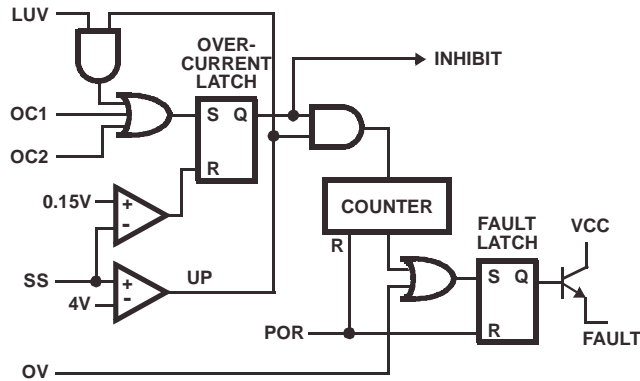 LUV
OVER-
CURRENT
LATCH
INHIBIT
OC1
S Q
OC2
R
0.15V
+
-
COUNTER
R
FAULT
LATCH
VCC
SS
+
-
4V
UP
S Q
R
POR
FAULT
OV